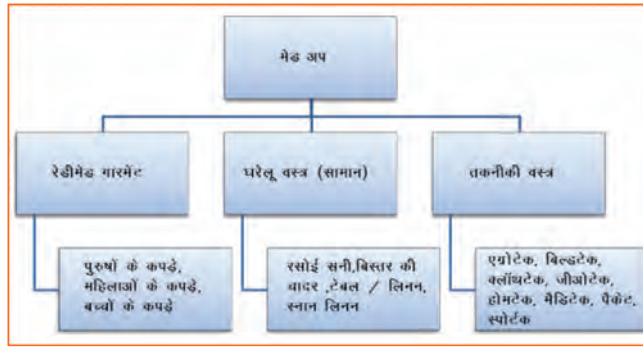 मेड अप
रेडीमेड गारमेंट
घरेलू वस्त्र (सामान)
तकनीकी वस्त्र
पुरुषों के कपड़े,
महिलाओं के कपड़े,
बच्चों के कपड़े
रसोई सनी,बिस्तर की
चादर ,टेबल / लिनन,
स्नान लिनन
एग्रोटेक, बिल्डटेक,
क्लॉथटेक, जीओटेक,
होमटेक, मैडिटेक, पैकेट,
स्पोर्टक